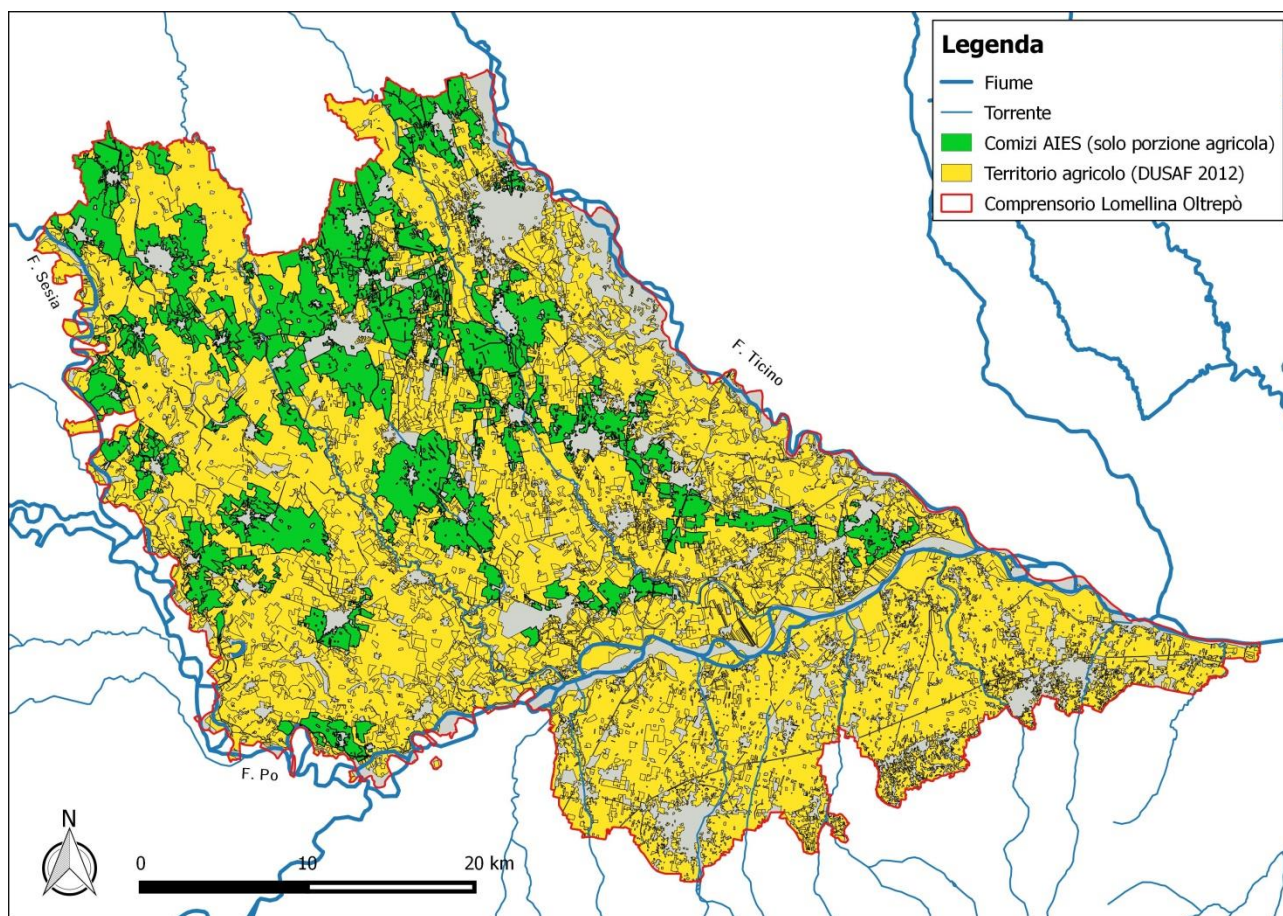 Legenda
Fiume
Torrente
Comizi AIES (solo porzione agricola)
Territorio agricolo (DUSAF 2012)
Comprensorio Lomellina Oltrepò
F. Sesia
F. Ticino
F. Po
N
0 10 20 km